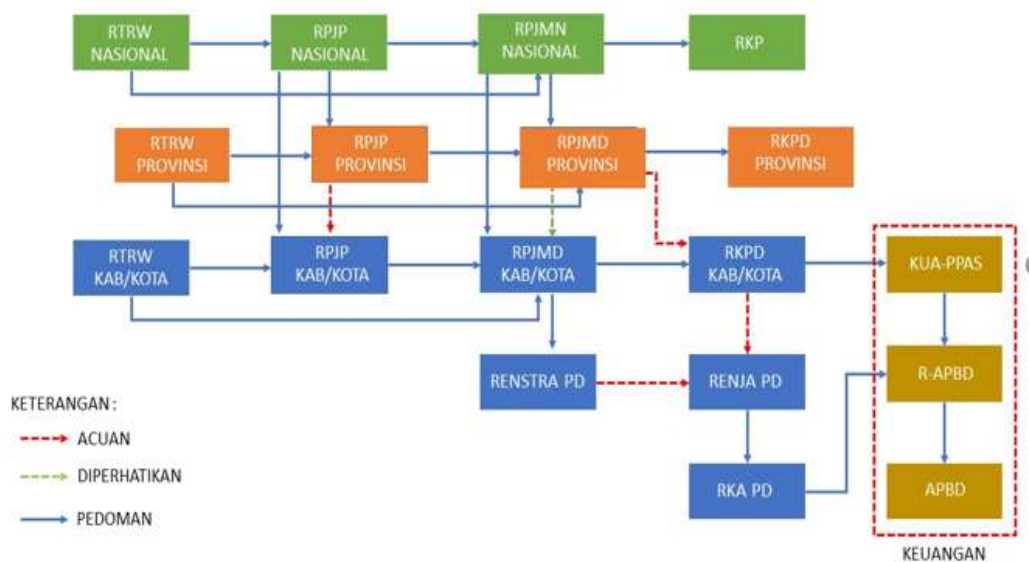 RTRW
NASIONAL
RPJP
NASIONAL
RPJMN
NASIONAL
RKP
RTRW
PROVINSI
RPJP
PROVINSI
RPJMD
PROVINSI
RKPD
PROVINSI
RTRW
KAB/KOTA
RPJP
KAB/KOTA
RPJMD
KAB/KOTA
RKPD
KAB/KOTA
KUA-PPAS
RENSTRA PD
RENJA PD
R-APBD
KETERANGAN :
ACUAN
DIPERHATIKAN
PEDOMAN
RKA PD
APBD
KEUANGAN